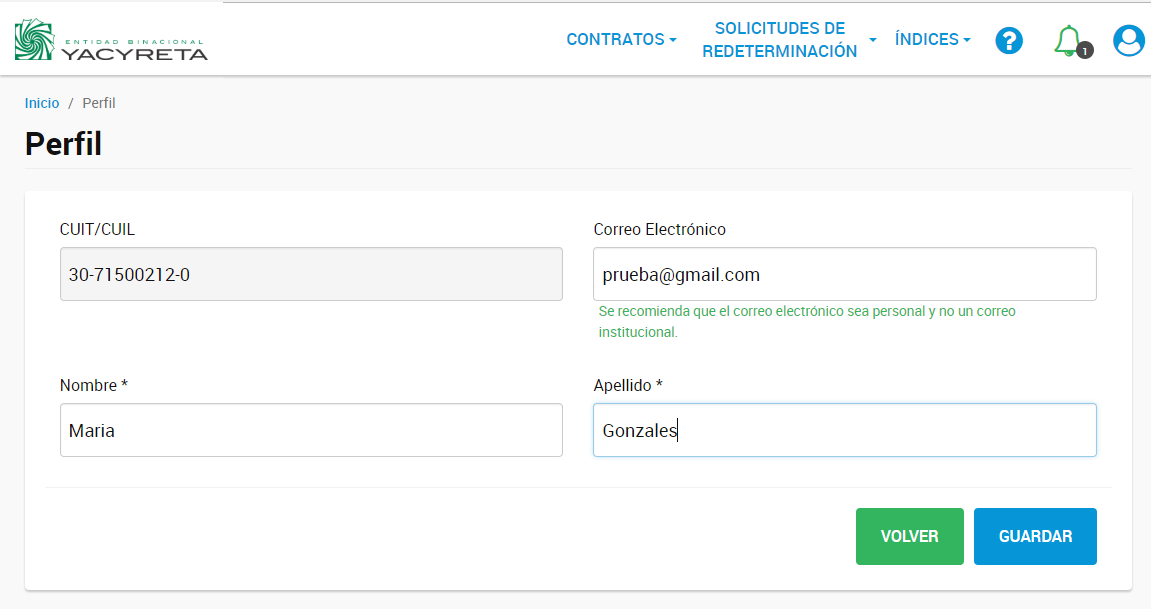 ENTIDAD BINACIONAL
YACYRETA
CONTRATOS
SOLICITUDES DE
REDETERMINACIÓN
ÍNDICES
?
1
Inicio / Perfil
Perfil
CUIT/CUIL
30-71500212-0
Correo Electrónico
prueba@gmail.com
Se recomienda que el correo electrónico sea personal y no un correo
institucional.
Nombre *
Maria
Apellido *
Gonzales
VOLVER
GUARDAR